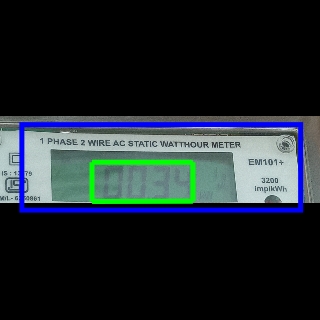 1 PHASE 2 WIRE AC STATIC WATTHOUR METER
EM101+
3200
imp/kWh
0034